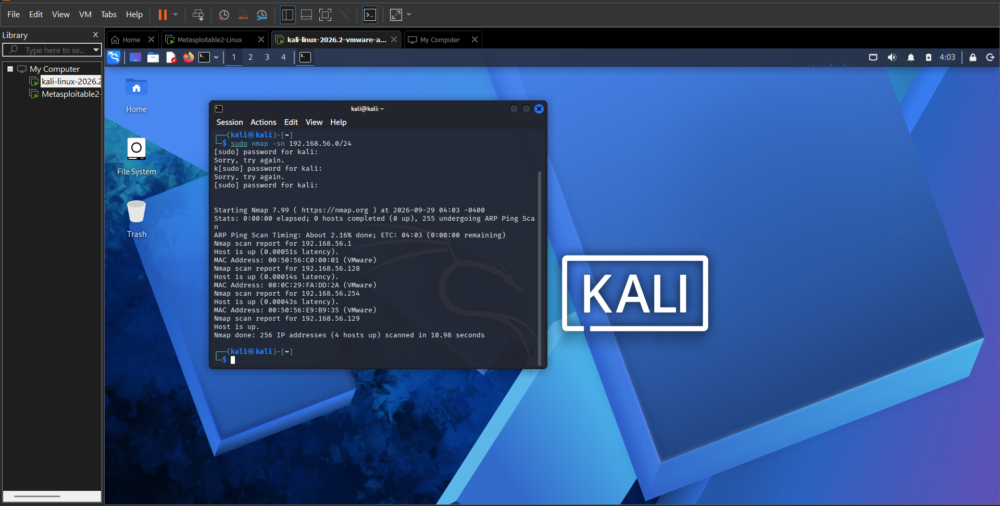 File Edit View VM Tabs Help
Library
Type here to se...
My Computer
kali-linux-2026.2
Metasploitable2-
Home
Metasploitable2-Linux
kali-linux-2026.2-vmware-a...
My Computer
1 2 3 4
4:03
Home
File System
Trash
kali@kali: ~
Session Actions Edit View Help
┌──(kali㉿kali)-[~]
└─$ sudo nmap -sn 192.168.56.0/24
[sudo] password for kali:
Sorry, try again.
k[sudo] password for kali:
Sorry, try again.
[sudo] password for kali:
Starting Nmap 7.99 ( https://nmap.org ) at 2026-09-29 04:03 -0400
Stats: 0:00:00 elapsed; 0 hosts completed (0 up), 255 undergoing ARP Ping Sca
n
ARP Ping Scan Timing: About 2.16% done; ETC: 04:03 (0:00:00 remaining)
Nmap scan report for 192.168.56.1
Host is up (0.00051s latency).
MAC Address: 00:50:56:C0:00:01 (VMware)
Nmap scan report for 192.168.56.128
Host is up (0.00014s latency).
MAC Address: 00:0C:29:FA:DD:2A (VMware)
Nmap scan report for 192.168.56.254
Host is up (0.00043s latency).
MAC Address: 00:50:56:E9:B9:35 (VMware)
Nmap scan report for 192.168.56.129
Host is up.
Nmap done: 256 IP addresses (4 hosts up) scanned in 10.98 seconds
┌──(kali㉿kali)-[~]
└─$
KALI